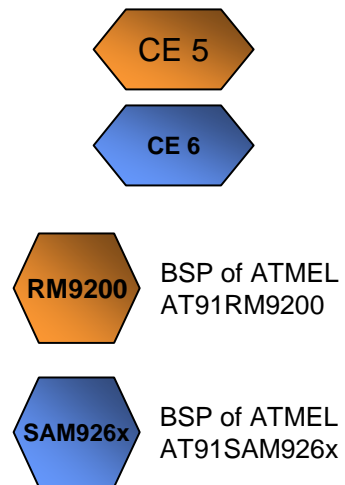 CE 5
CE 6
RM9200
BSP of ATMEL
AT91RM9200
SAM926x
BSP of ATMEL
AT91SAM926x